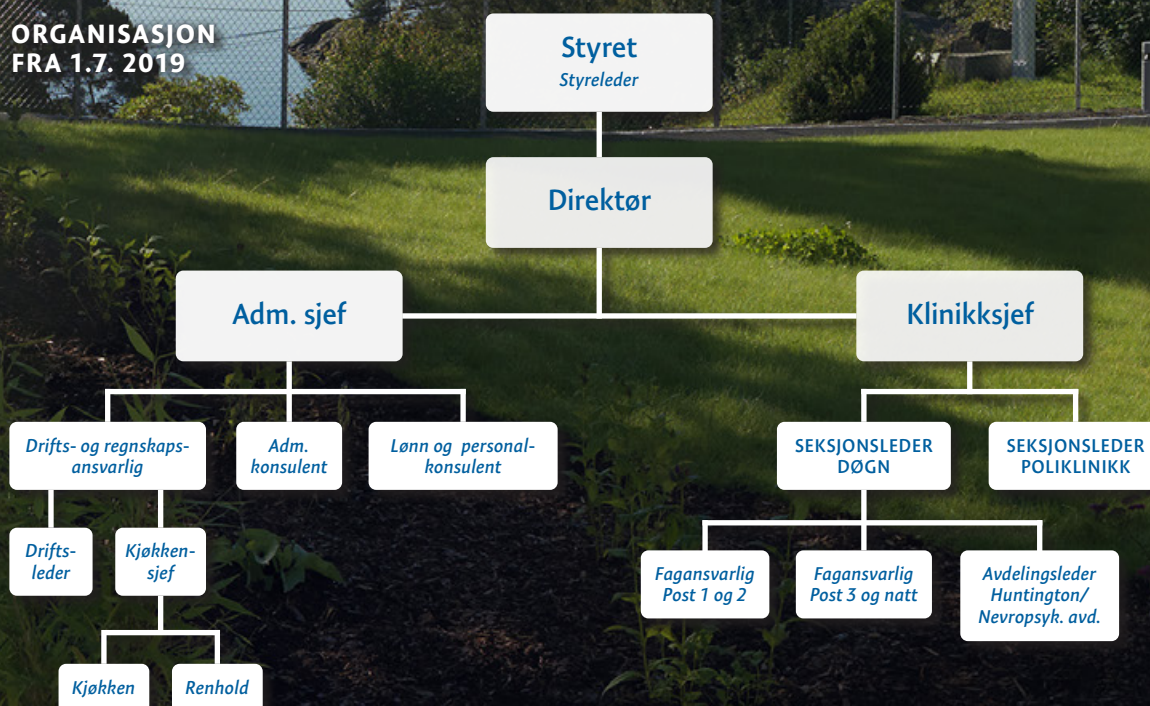 ORGANISASJON
FRA 1.7. 2019
Styret
Styreleder
Direktør
Adm. sjef
Klinikksjef
Drifts- og regnskaps-
ansvarlig
Adm.
konsulent
Lønn og personal-
konsulent
SEKSJONSLEDER
DØGN
SEKSJONSLEDER
POLIKLINIKK
Drifts-
leder
Kjøkken-
sjef
Fagansvarlig
Post 1 og 2
Fagansvarlig
Post 3 og natt
Avdelingsleder
Huntington/
Nevropsyk. avd.
Kjøkken
Renhold